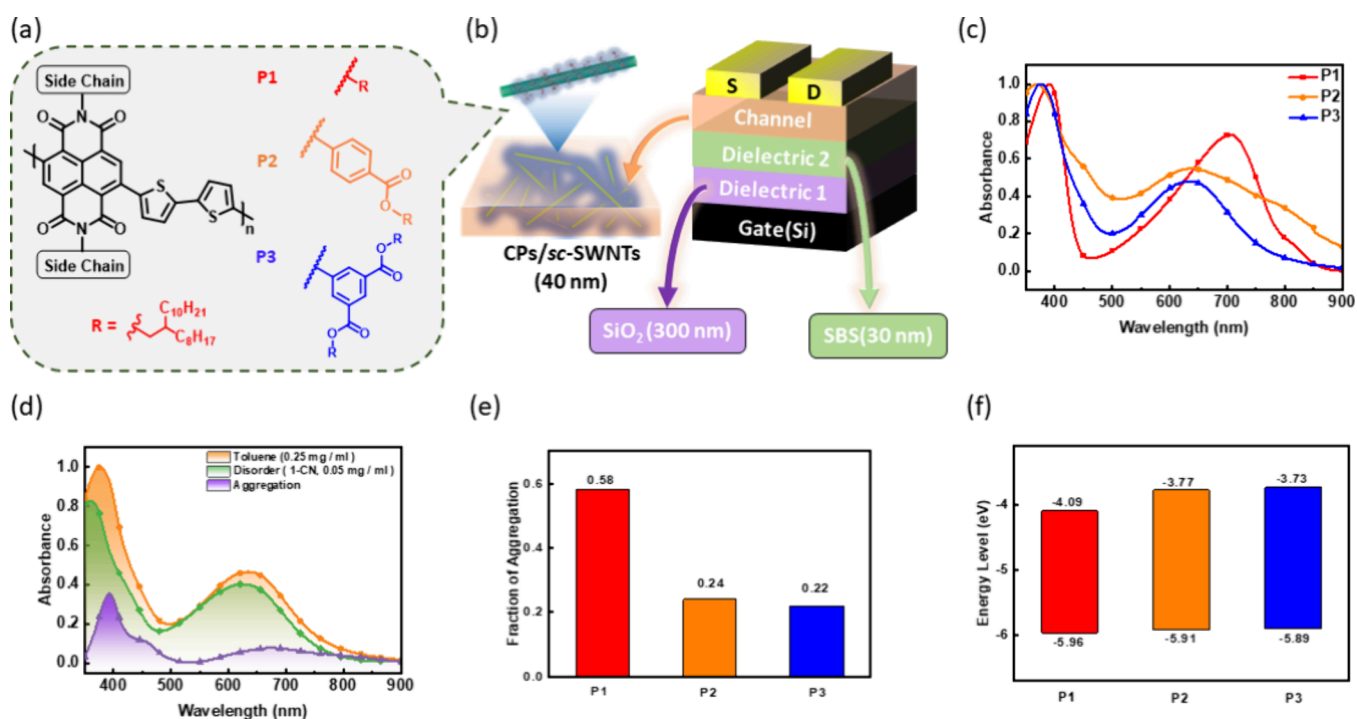 (a)
Side Chain
N
O
O
n
S
S
O
O
N
Side Chain
P1
R
P2
O
O
R
P3
R
O
O
O
O
R
R =
C10H21
C8H17
(b)
CPs/sc-SWNTs
(40 nm)
S
D
Channel
Dielectric 2
Dielectric 1
Gate(Si)
SiO2 (300 nm)
SBS(30 nm)
(c)
P1
P2
P3
Absorbance
1.0
0.8
0.6
0.4
0.2
0.0
400 500 600 700 800 900
Wavelength (nm)
(d)
Toluene (0.25 mg / ml)
Disorder ( 1-CN, 0.05 mg / ml )
Aggregation
Absorbance
1.0
0.8
0.6
0.4
0.2
0.0
400 500 600 700 800 900
Wavelength (nm)
(e)
Fraction of Aggregation
0.6
0.4
0.2
0.0
0.58
0.24
0.22
P1 P2 P3
(f)
Energy Level (eV)
-4
-5
-6
-4.09
-3.77
-3.73
-5.96
-5.91
-5.89
P1 P2 P3